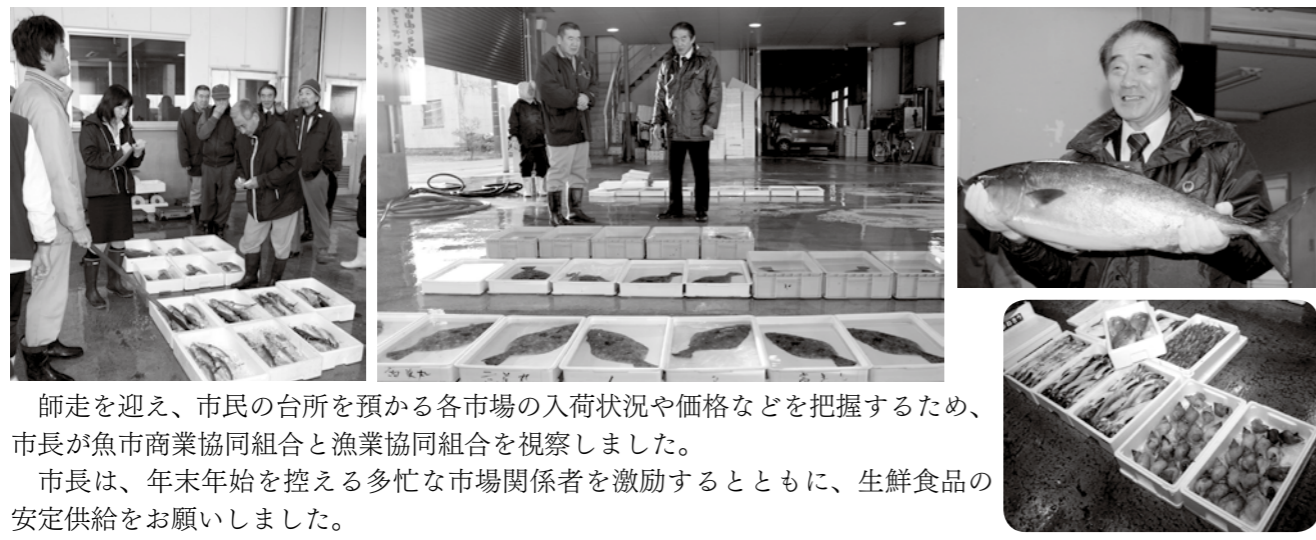 師走を迎え、市民の台所を預かる各市場の入荷状況や価格などを把握するため、
市長が魚市商業協同組合と漁業協同組合を視察しました。
　市長は、年末年始を控える多忙な市場関係者を激励するとともに、生鮮食品の
安定供給をお願いしました。